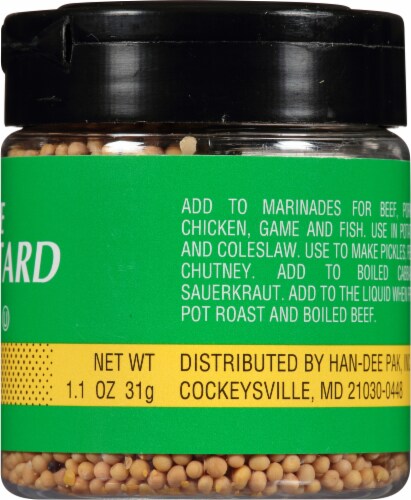 ADD TO MARINADES FOR BEEF,
CHICKEN, GAME AND FISH. USE IN
AND COLESLAW. USE TO MAKE PICKLES,
CHUTNEY. ADD TO BOILED
SAUERKRAUT. ADD TO THE LIQUID WHEN
POT ROAST AND BOILED BEEF.
NET WT
1.1 OZ 31g
DISTRIBUTED BY HAN-DEE PAK,
COCKEYSVILLE, MD 21030-0448